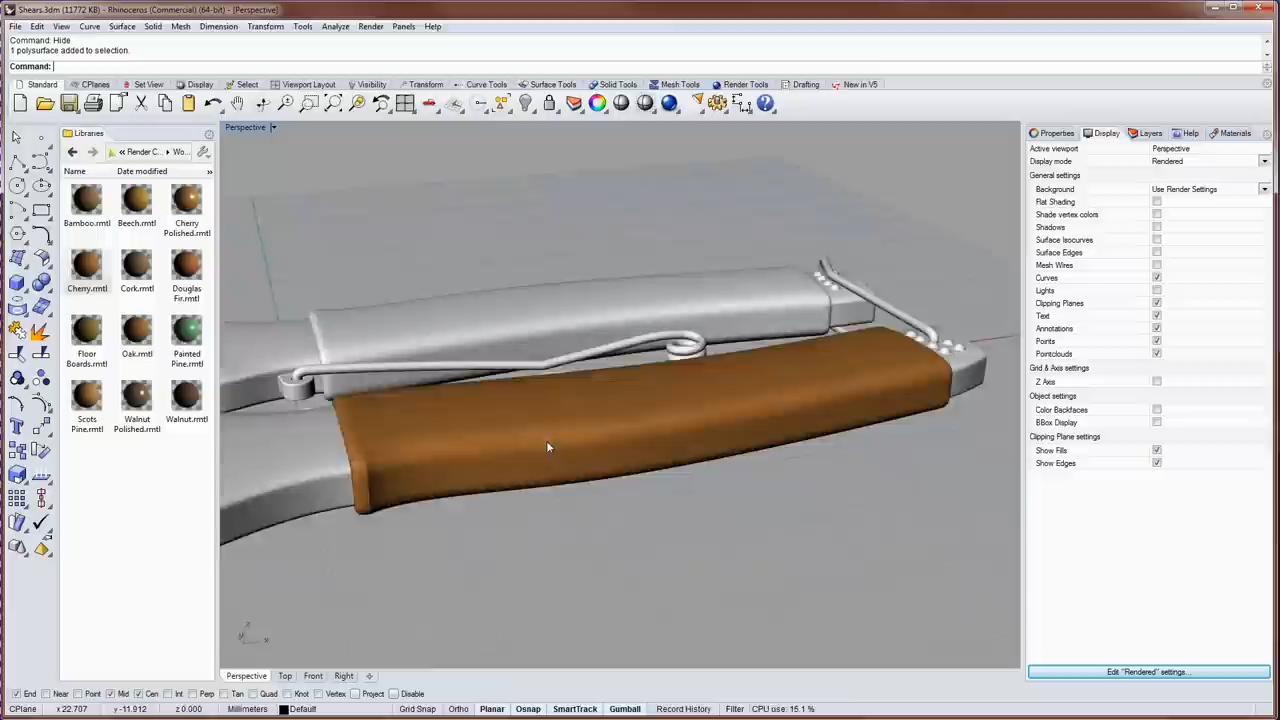 Shears.3dm (11772 KB) - Rhinoceros (Commercial) (64-bit) - [Perspective]
File Edit View Curve Surface Solid Mesh Dimension Transform Tools Analyze Render Panels Help
Command: Hide
1 polysurface added to selection.
Command:
Standard CPlanes Set View Display Select Viewport Layout Visibility Transform Curve Tools Surface Tools Solid Tools Mesh Tools Render Tools Drafting New in V5
Perspective
Libraries
« Render C... Wo...
Name Date modified »
Bamboo.rmtl Beech.rmtl Cherry
Polished.rmtl
Cherry.rmtl Cork.rmtl Douglas
Fir.rmtl
Floor
Boards.rmtl Oak.rmtl Painted
Pine.rmtl
Scots
Pine.rmtl Walnut
Polished.rmtl Walnut.rmtl
y x
Properties Display Layers Help Materials
Active viewport Perspective
Display mode Rendered
General settings
Background Use Render Settings
Flat Shading
Shade vertex colors
Shadows
Surface Isocurves
Surface Edges
Mesh Wires
Curves
Lights
Clipping Planes
Text
Annotations
Points
Pointclouds
Grid & Axis settings
Z Axis
Object settings
Color Backfaces
BBox Display
Clipping Plane settings
Show Fills
Show Edges
Edit "Rendered" settings...
Perspective Top Front Right
End Near Point Mid Cen Int Perp Tan Quad Knot Vertex Project Disable
CPlane x 22.707 y -11.912 z 0.000 Millimeters Default Grid Snap Ortho Planar Osnap SmartTrack Gumball Record History Filter CPU use: 15.1 %